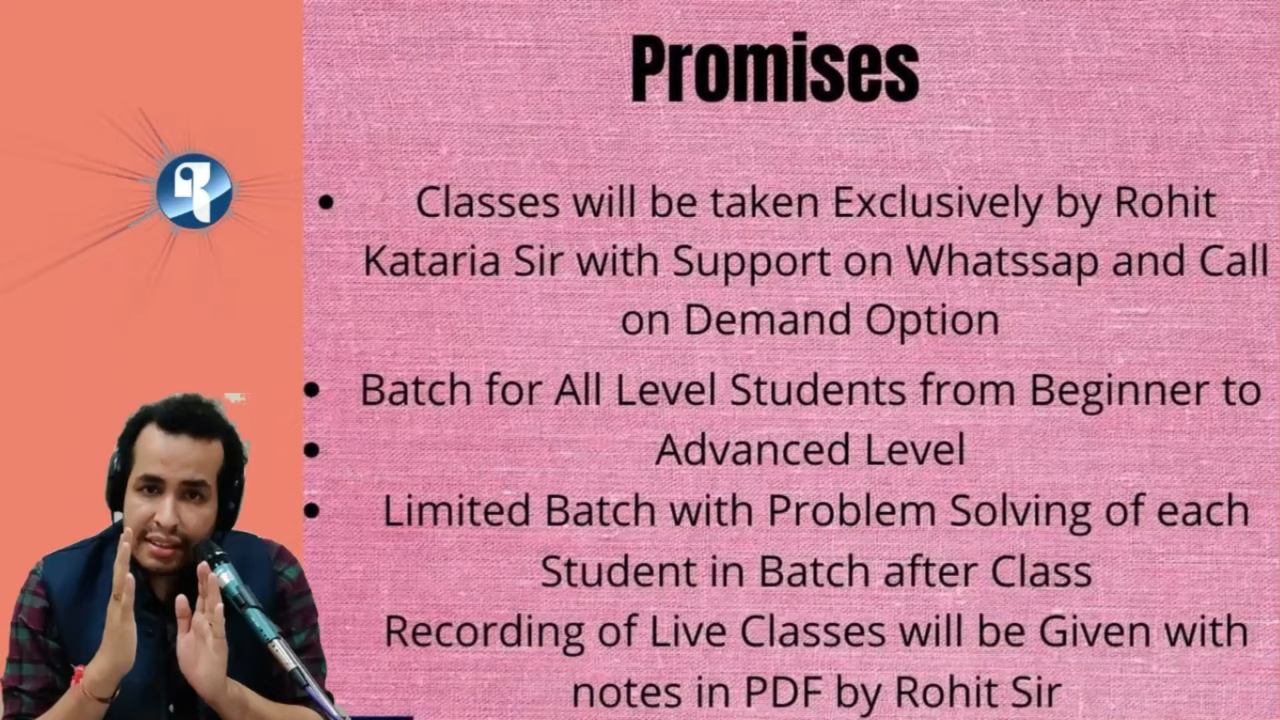 Promises
• Classes will be taken Exclusively by Rohit
Kataria Sir with Support on Whatssap and Call
on Demand Option
• Batch for All Level Students from Beginner to
• Advanced Level
• Limited Batch with Problem Solving of each
Student in Batch after Class
Recording of Live Classes will be Given with
notes in PDF by Rohit Sir